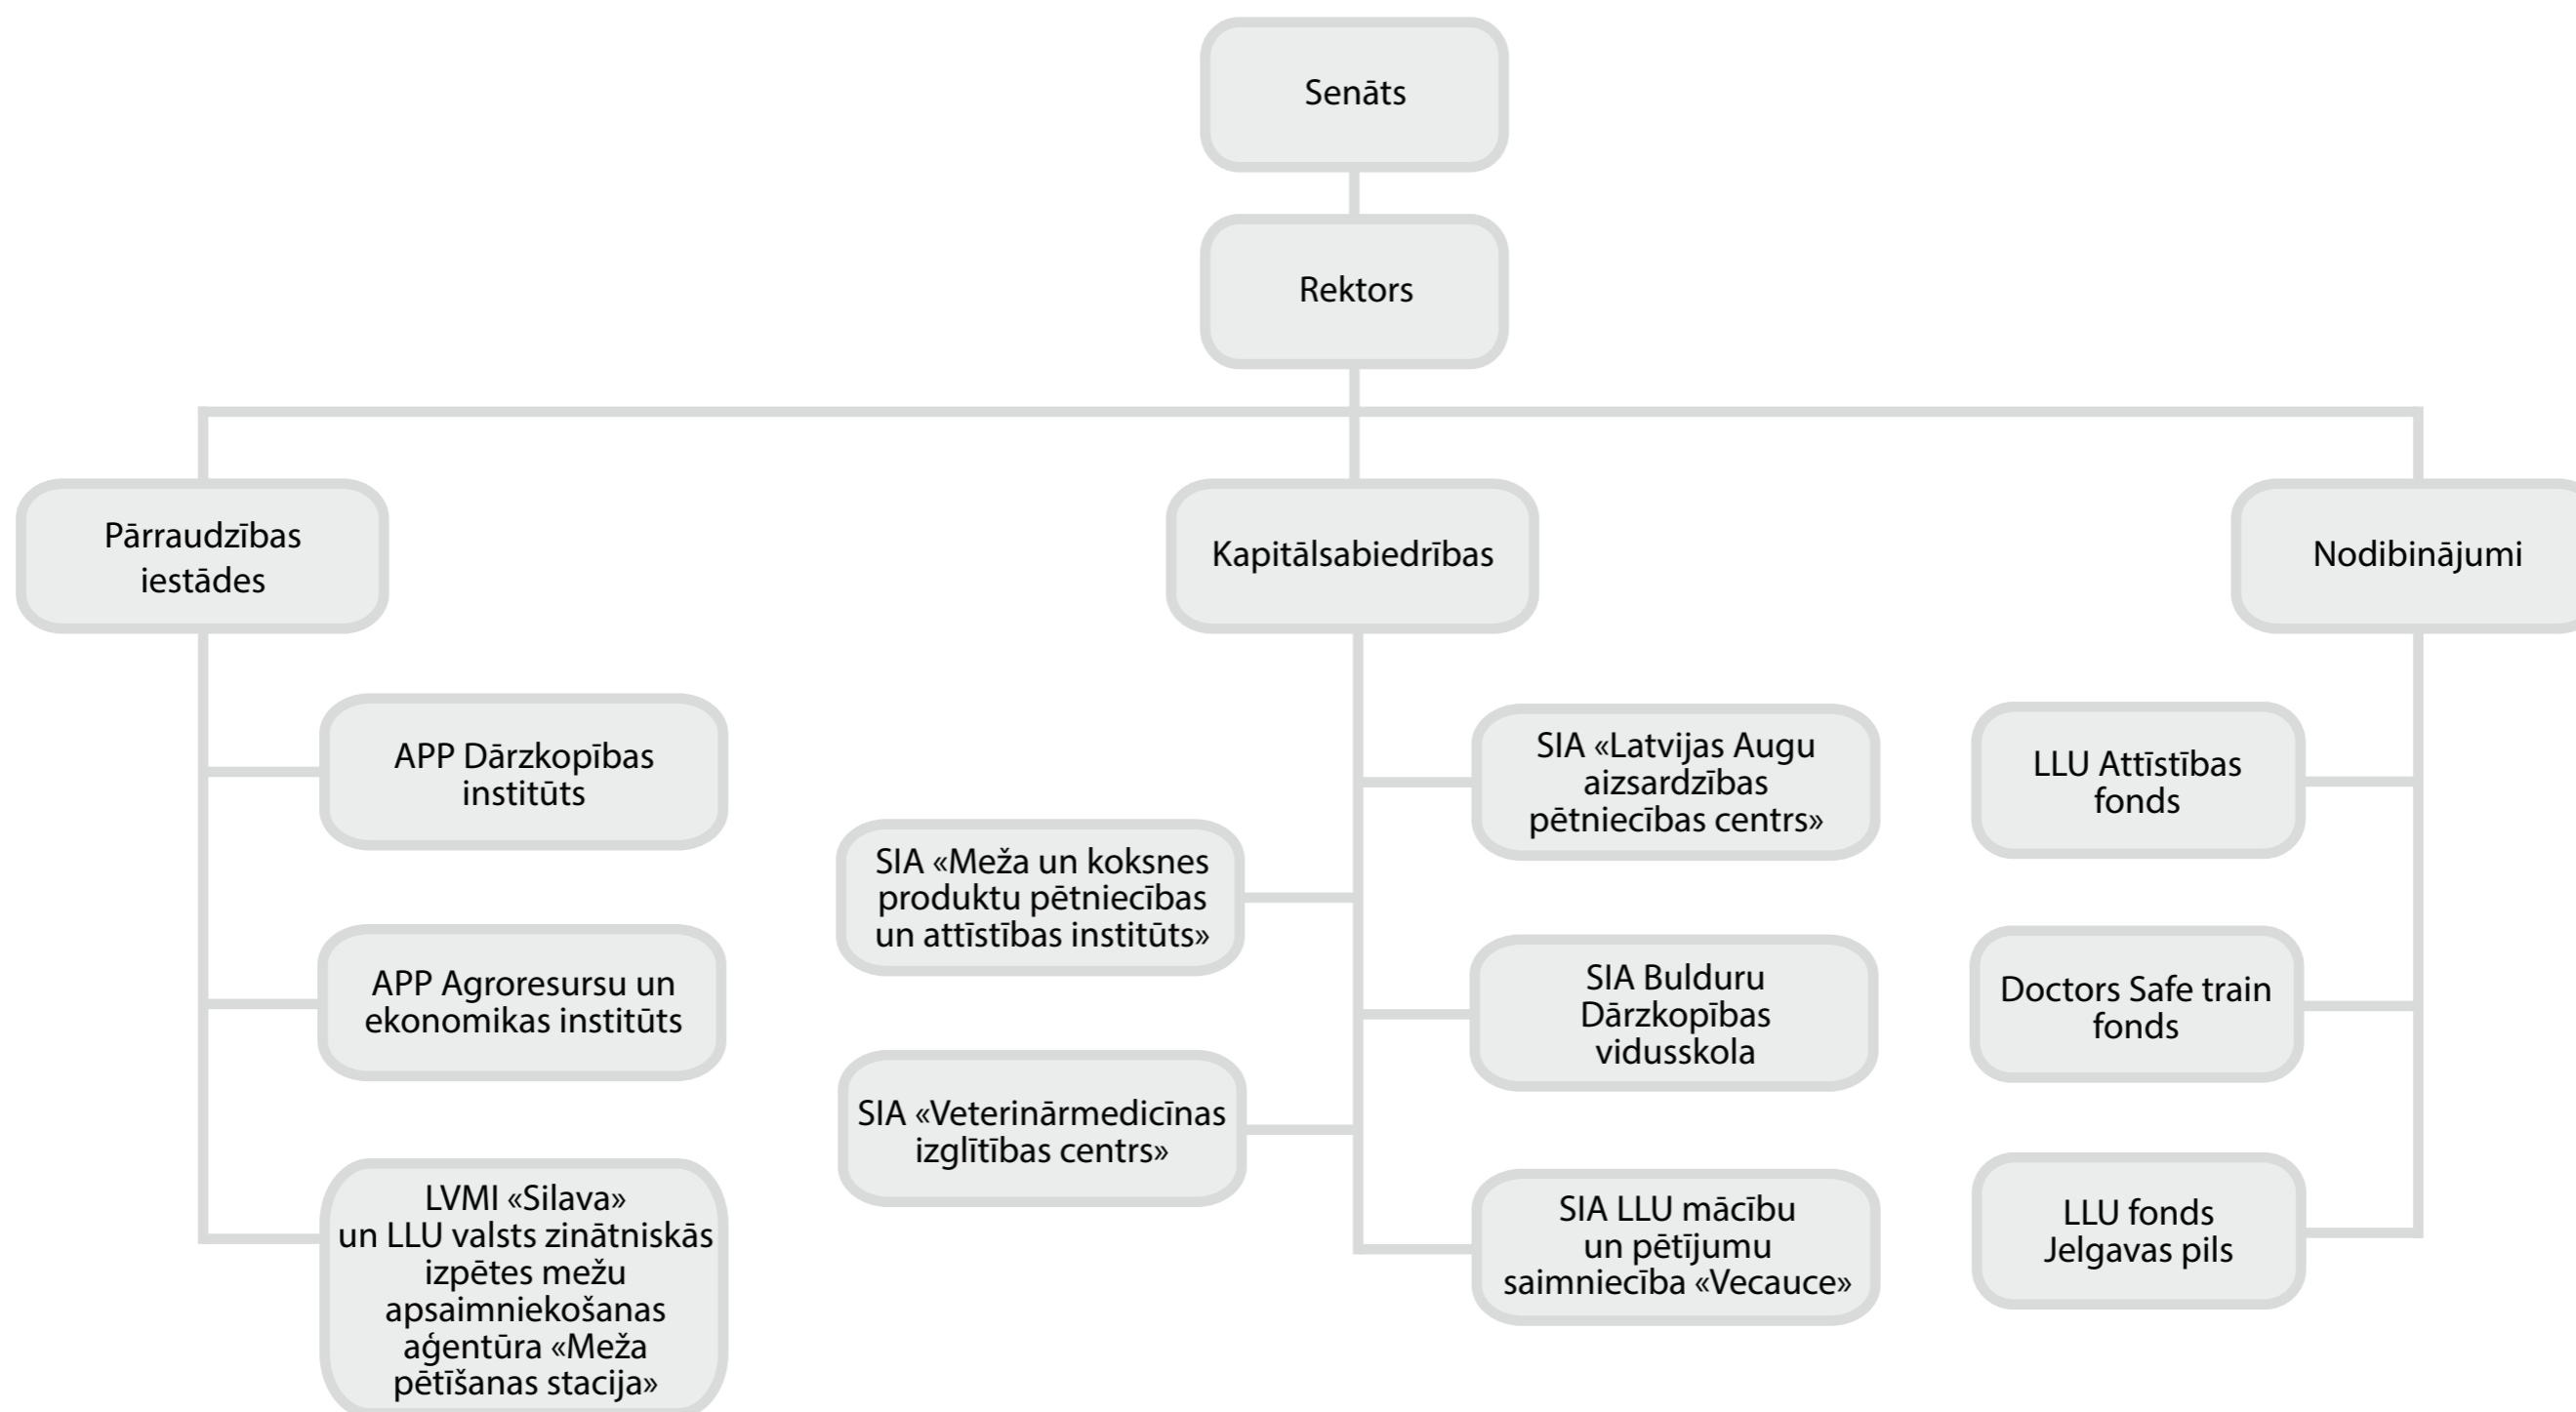 Senāts
Rektors
Pārraudzības
iestādes
APP Dārzkopības
institūts
APP Agroresursu un
ekonomikas institūts
LVMI «Silava»
un LLU valsts zinātniskās
izpētes mežu
apsaimniekošanas
aģentūra «Meža
pētīšanas stacija»
Kapitālsabiedrības
SIA «Latvijas Augu
aizsardzības
pētniecības centrs»
SIA «Meža un koksnes
produktu pētniecības
un attīstības institūts»
SIA Bulduru
Dārzkopības
vidusskola
SIA «Veterinārmedicīnas
izglītības centrs»
SIA LLU mācību
un pētījumu
saimniecība «Vecauce»
Nodibinājumi
LLU Attīstības
fonds
Doctors Safe train
fonds
LLU fonds
Jelgavas pils